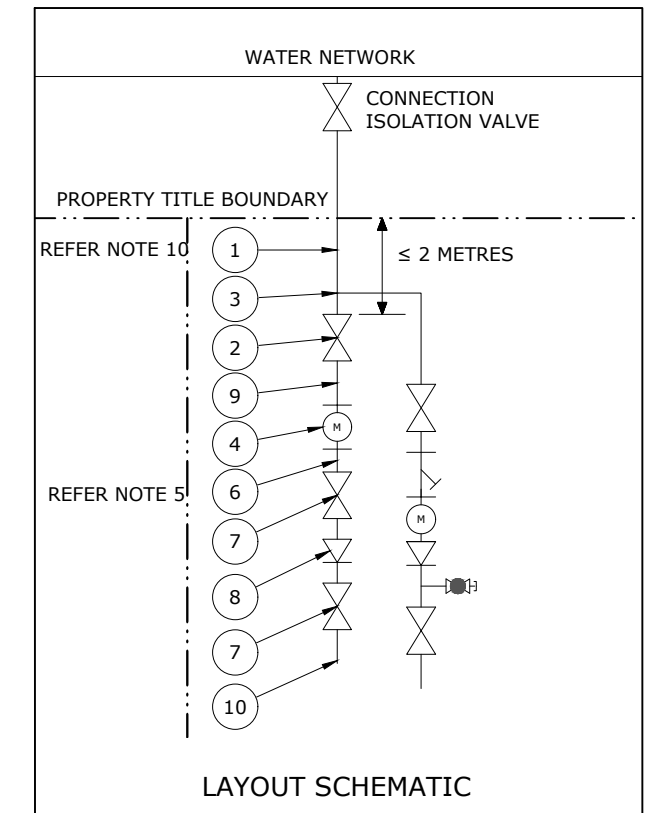 WATER NETWORK
CONNECTION
ISOLATION VALVE
PROPERTY TITLE BOUNDARY
REFER NOTE 10
1
≤ 2 METRES
3
2
9
4
M
6
REFER NOTE 5
7
M
8
7
10
LAYOUT SCHEMATIC